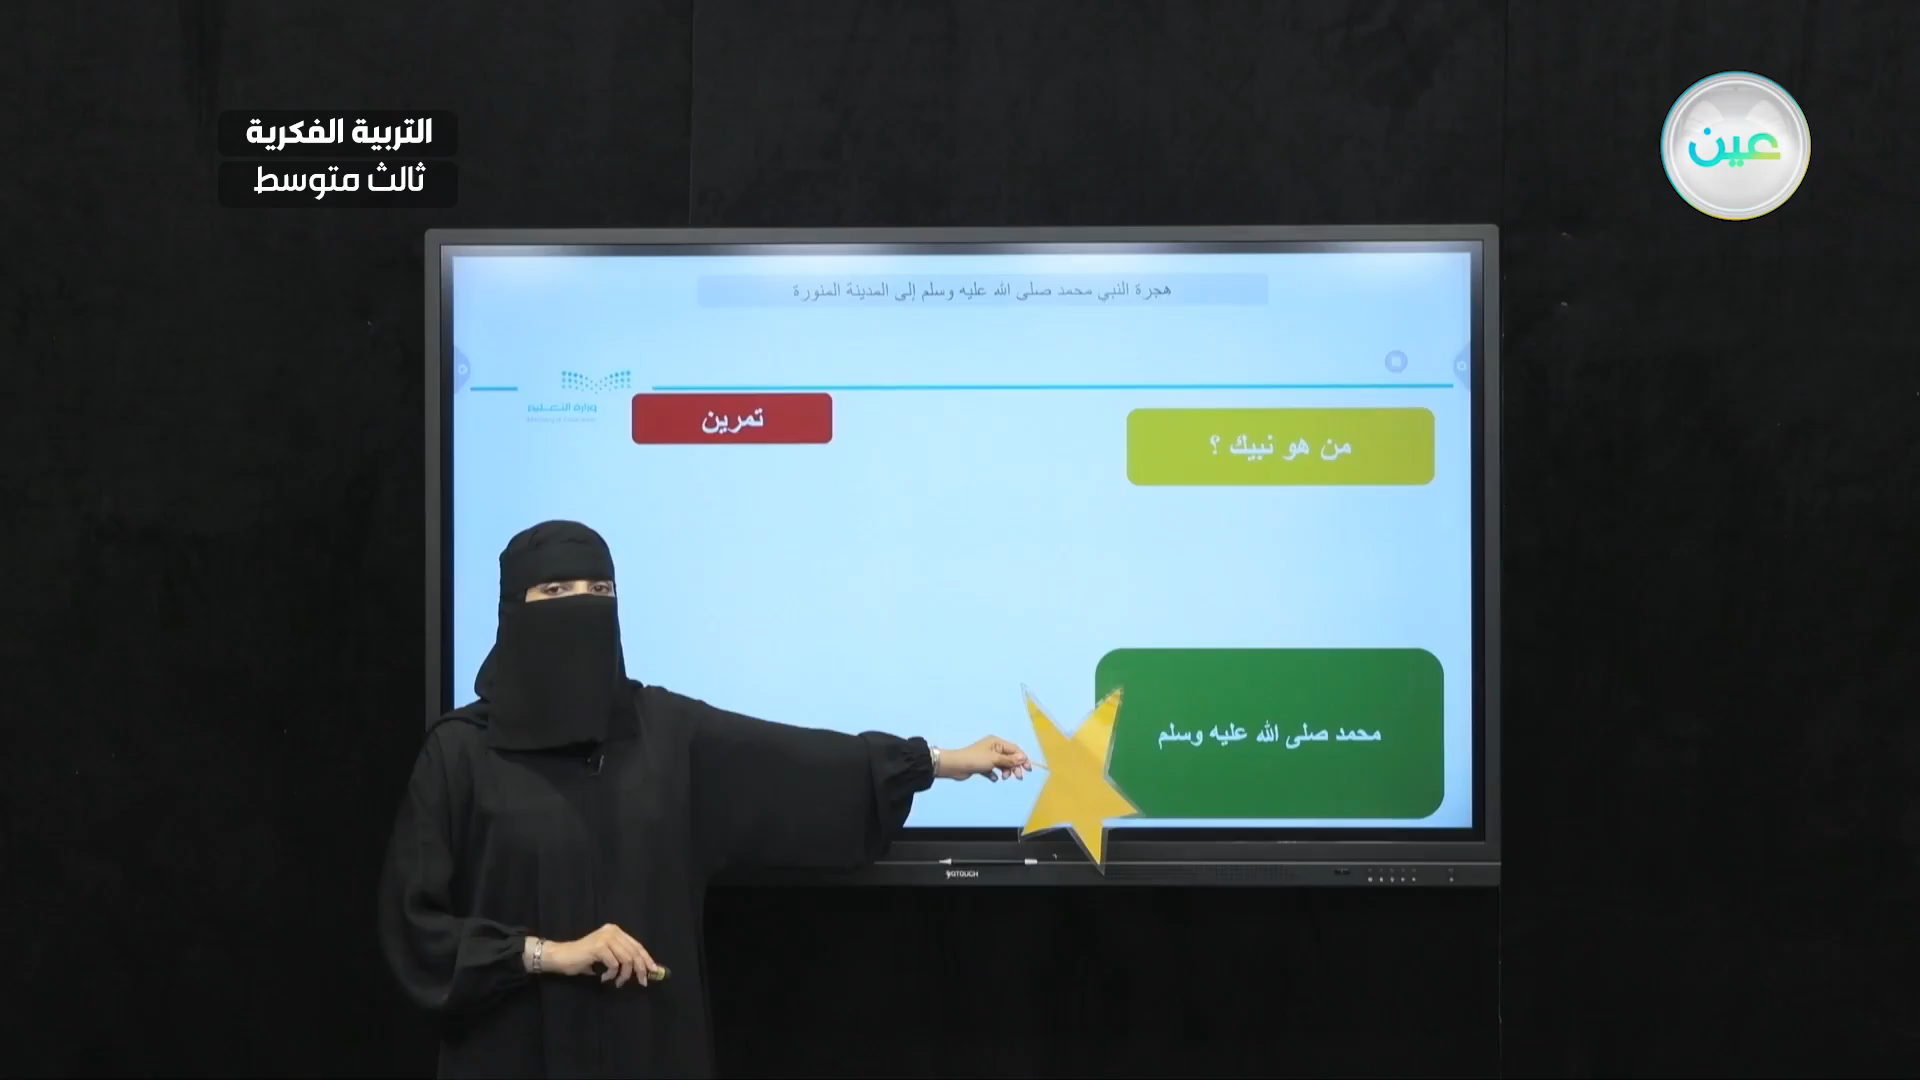 التربية الفكرية
ثالث متوسط
عين
هجرة النبي محمد صلى الله عليه وسلم إلى المدينة المنورة
وزارة التعليم
تمرين
من هو نبيك ؟
محمد صلى الله عليه وسلم